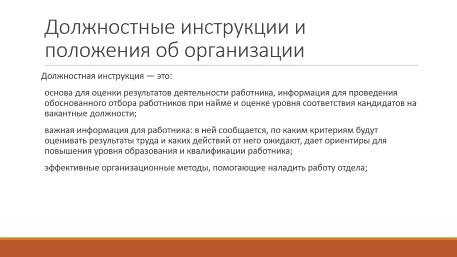 Должностные инструкции и
положения об организации
Должностная инструкция — это:
основа для оценки результатов деятельности работника, информация для проведения
обоснованного отбора работников при найме и оценке уровня соответствия кандидатов на
вакантные должности;
важная информация для работника: в ней сообщается, по каким критериям будут
оценивать результаты труда и каких действий от него ожидают, дает ориентиры для
повышения уровня образования и квалификации работника;
эффективные организационные методы, помогающие наладить работу отдела;